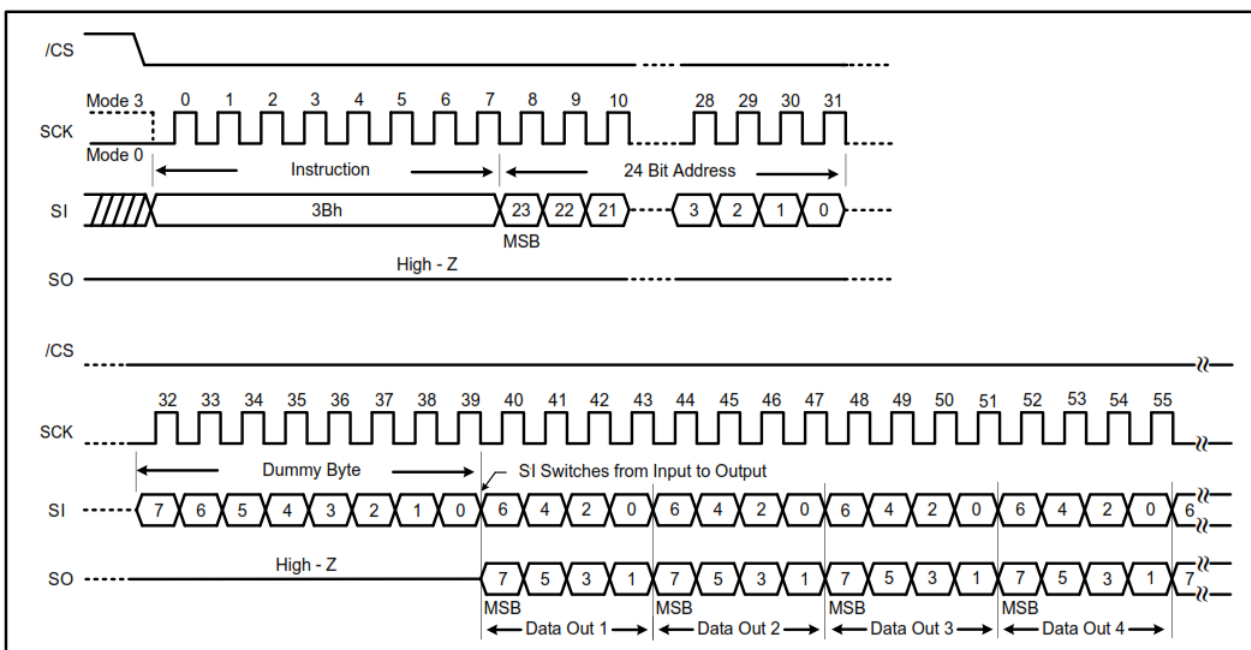 /CS
Mode 3 0 1 2 3 4 5 6 7 8 9 10 28 29 30 31
SCK
Mode 0
Instruction 24 Bit Address
SI 3Bh 23 22 21 3 2 1 0
MSB
High - Z
SO
/CS
32 33 34 35 36 37 38 39 40 41 42 43 44 45 46 47 48 49 50 51 52 53 54 55
SCK
Dummy Byte SI Switches from Input to Output
SI 7 6 5 4 3 2 1 0 6 4 2 0 6 4 2 0 6 4 2 0 6 4 2 0 6
High - Z
SO 7 5 3 1 7 5 3 1 7 5 3 1 7 5 3 1 7
MSB MSB MSB MSB
Data Out 1 Data Out 2 Data Out 3 Data Out 4